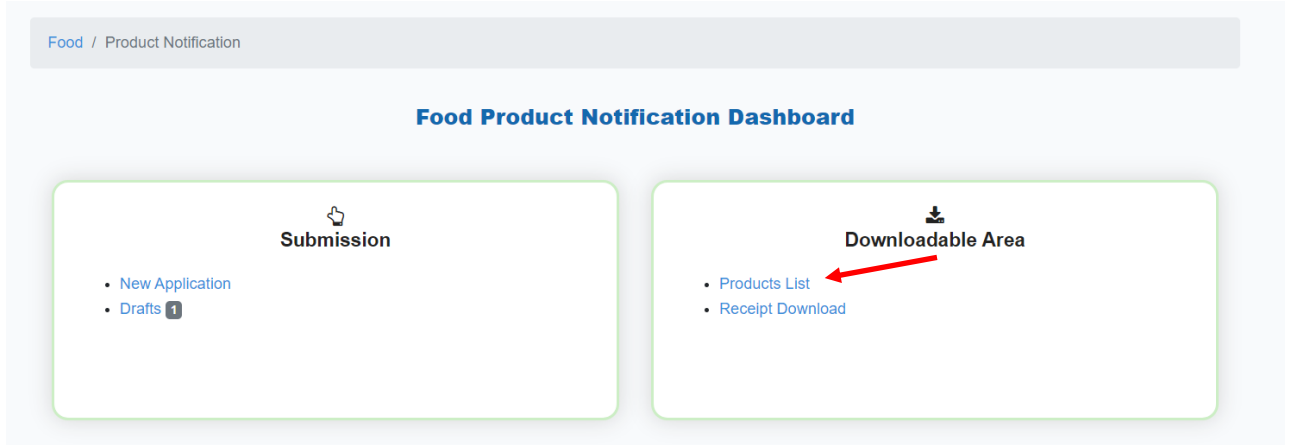 Food / Product Notification
Food Product Notification Dashboard
Submission
New Application
Drafts 1
Downloadable Area
Products List
Receipt Download